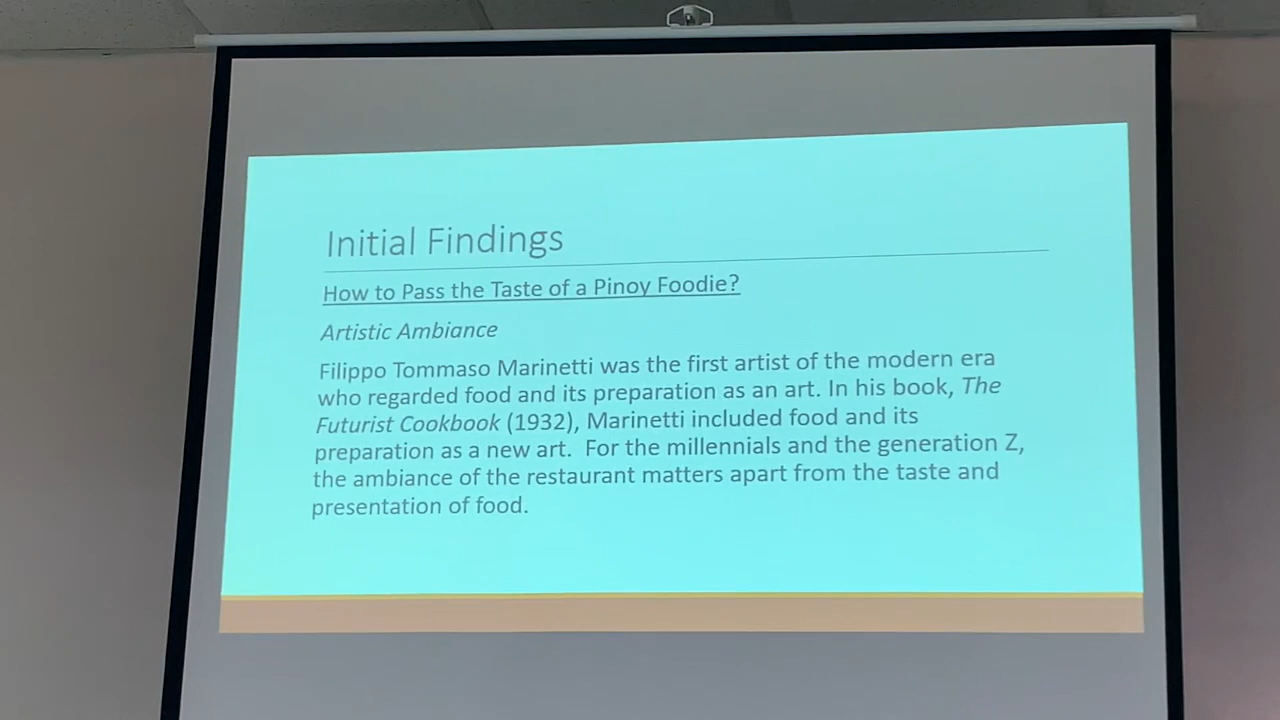 Initial Findings
How to Pass the Taste of a Pinoy Foodie?
Artistic Ambiance
Filippo Tommaso Marinetti was the first artist of the modern era
who regarded food and its preparation as an art. In his book, The
Futurist Cookbook (1932), Marinetti included food and its
preparation as a new art.  For the millennials and the generation Z,
the ambiance of the restaurant matters apart from the taste and
presentation of food.